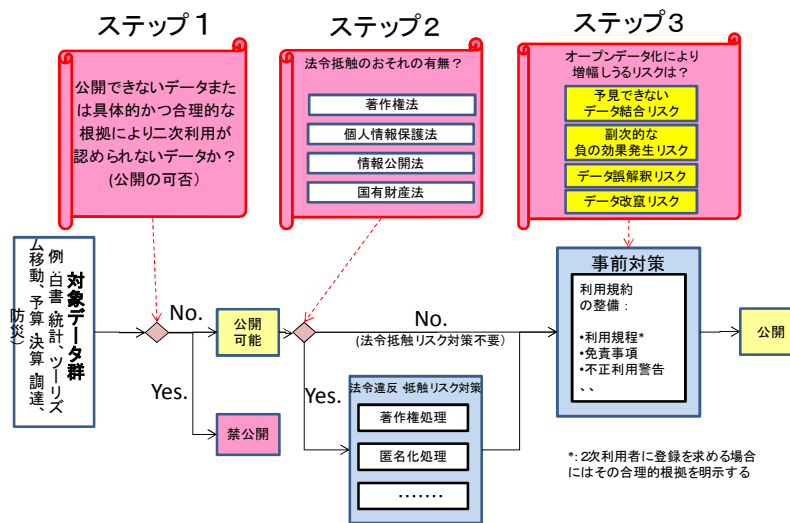 ステップ1
公開できないデータまた
は具体的かつ合理的な
根拠により二次利用が
認められないデータか？
(公開の可否)
ステップ2
法令抵触のおそれの有無？
著作権法
個人情報保護法
情報公開法
国有財産法
ステップ3
オープンデータ化により
増幅しうるリスクは？
予見できない
データ結合リスク
副次的な
負の効果発生リスク
データ誤解釈リスク
データ改竄リスク
対象データ群
例：白書・統計、ツーリズ
ム移動、予算・決算・調達、
防災）
No.
Yes.
公開
可能
禁公開
No.
(法令抵触リスク対策不要)
Yes.
法令違反・抵触リスク対策
著作権処理
匿名化処理
・・・・・・・
事前対策
利用規約
の整備：
•利用規程*
•免責事項
•不正利用警告
、、
公開
*：2次利用者に登録を求める場合
にはその合理的根拠を明示する